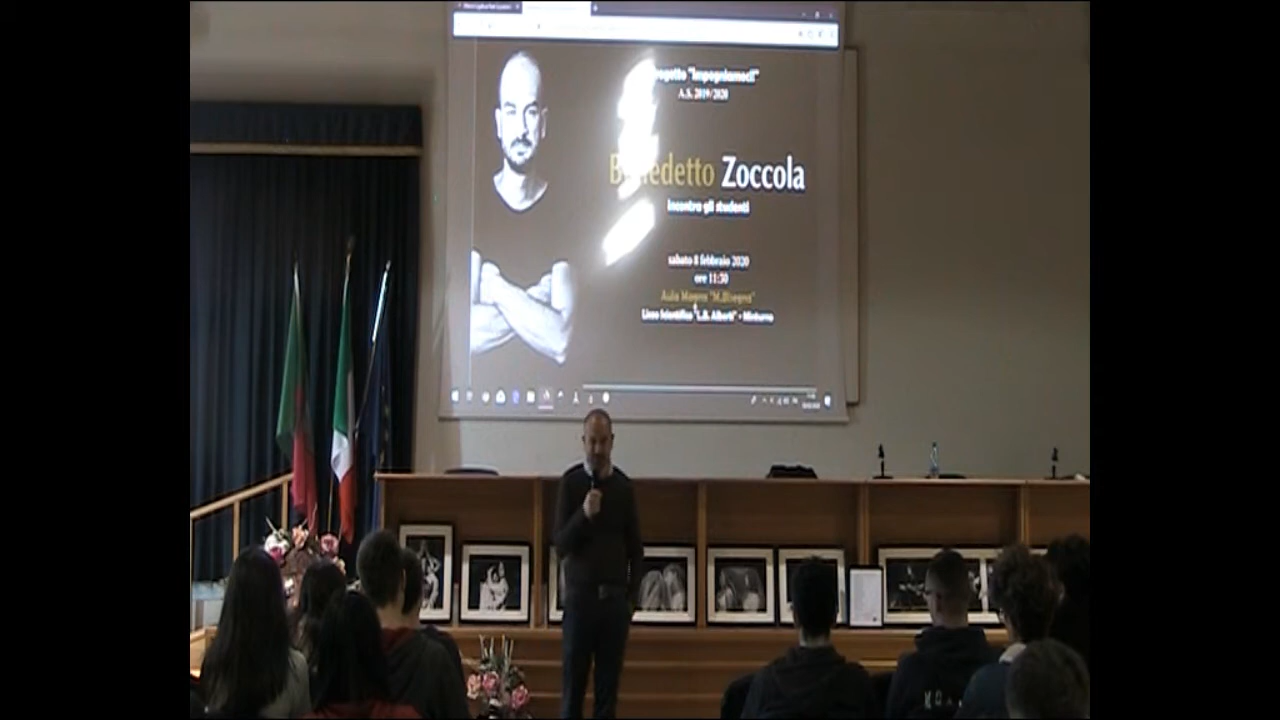 Progetto "Impegniamoci"
A.S. 2019/2020
Benedetto Zoccola
Incontra gli studenti
sabato 8 febbraio 2020
ore 11:30
Aula Magna "M.Bisegna"
Liceo Scientifico "L.B. Alberti" - Minturno